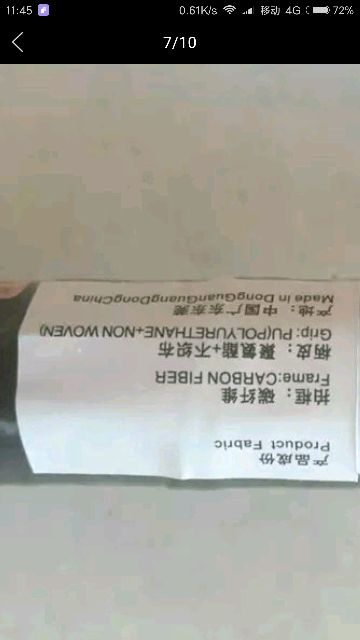 11:45 0.61K/s 移动 4G 72%
7/10
产品成份
Product Fabric
拍框：碳纤维
Frame:CARBON FIBER
柄皮：聚氨酯+不织布
Grip: PU(POLYURETHANE+NON WOVEN)
产地：中国广东东莞
Made in DongGuanGuangDongChina